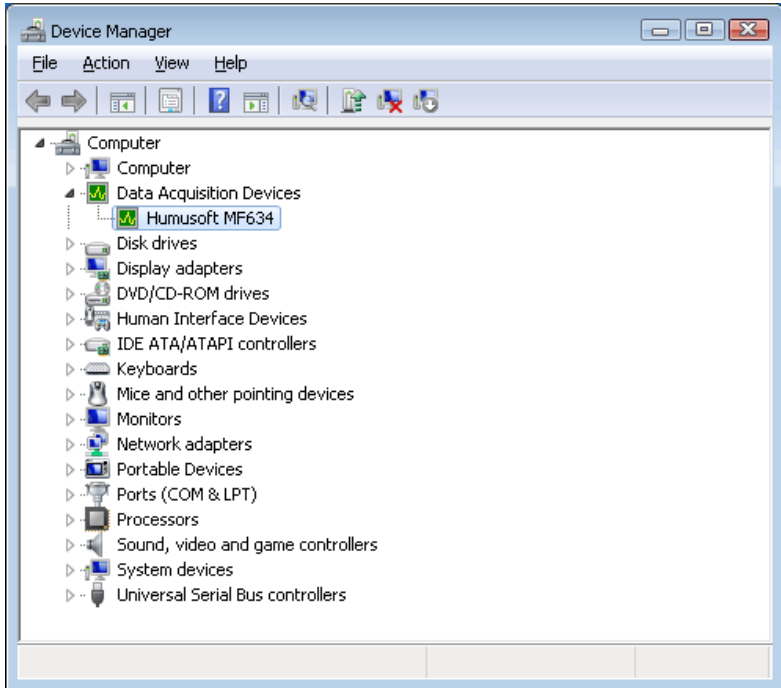 Device Manager
File Action View Help
Computer
Computer
Data Acquisition Devices
Humusoft MF634
Disk drives
Display adapters
DVD/CD-ROM drives
Human Interface Devices
IDE ATA/ATAPI controllers
Keyboards
Mice and other pointing devices
Monitors
Network adapters
Portable Devices
Ports (COM & LPT)
Processors
Sound, video and game controllers
System devices
Universal Serial Bus controllers